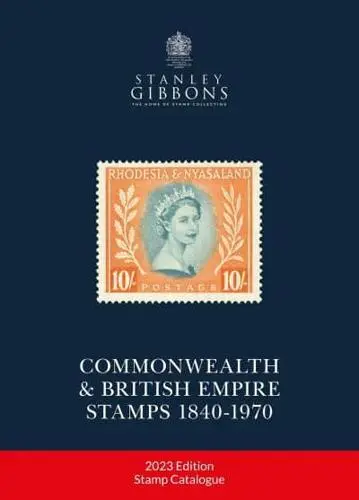 STANLEY
GIBBONS
THE HOME OF STAMP COLLECTING
RHODESIA & NYASALAND
10/- 10/-
POSTAGE
COMMONWEALTH
& BRITISH EMPIRE
STAMPS 1840-1970
2023 Edition
Stamp Catalogue